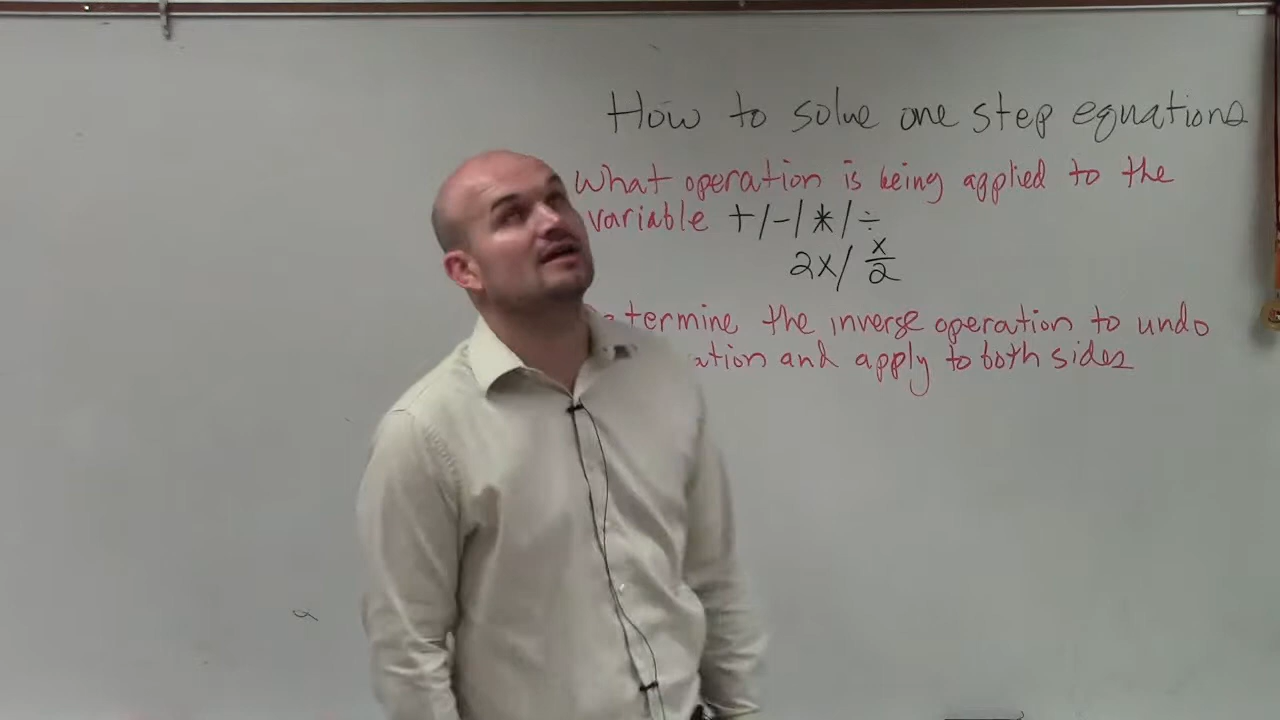 How to solve one step equations
What operation is being applied to the
variable +/-/*/÷
2x/ x/2
termine the inverse operation to undo
ation and apply to both sides